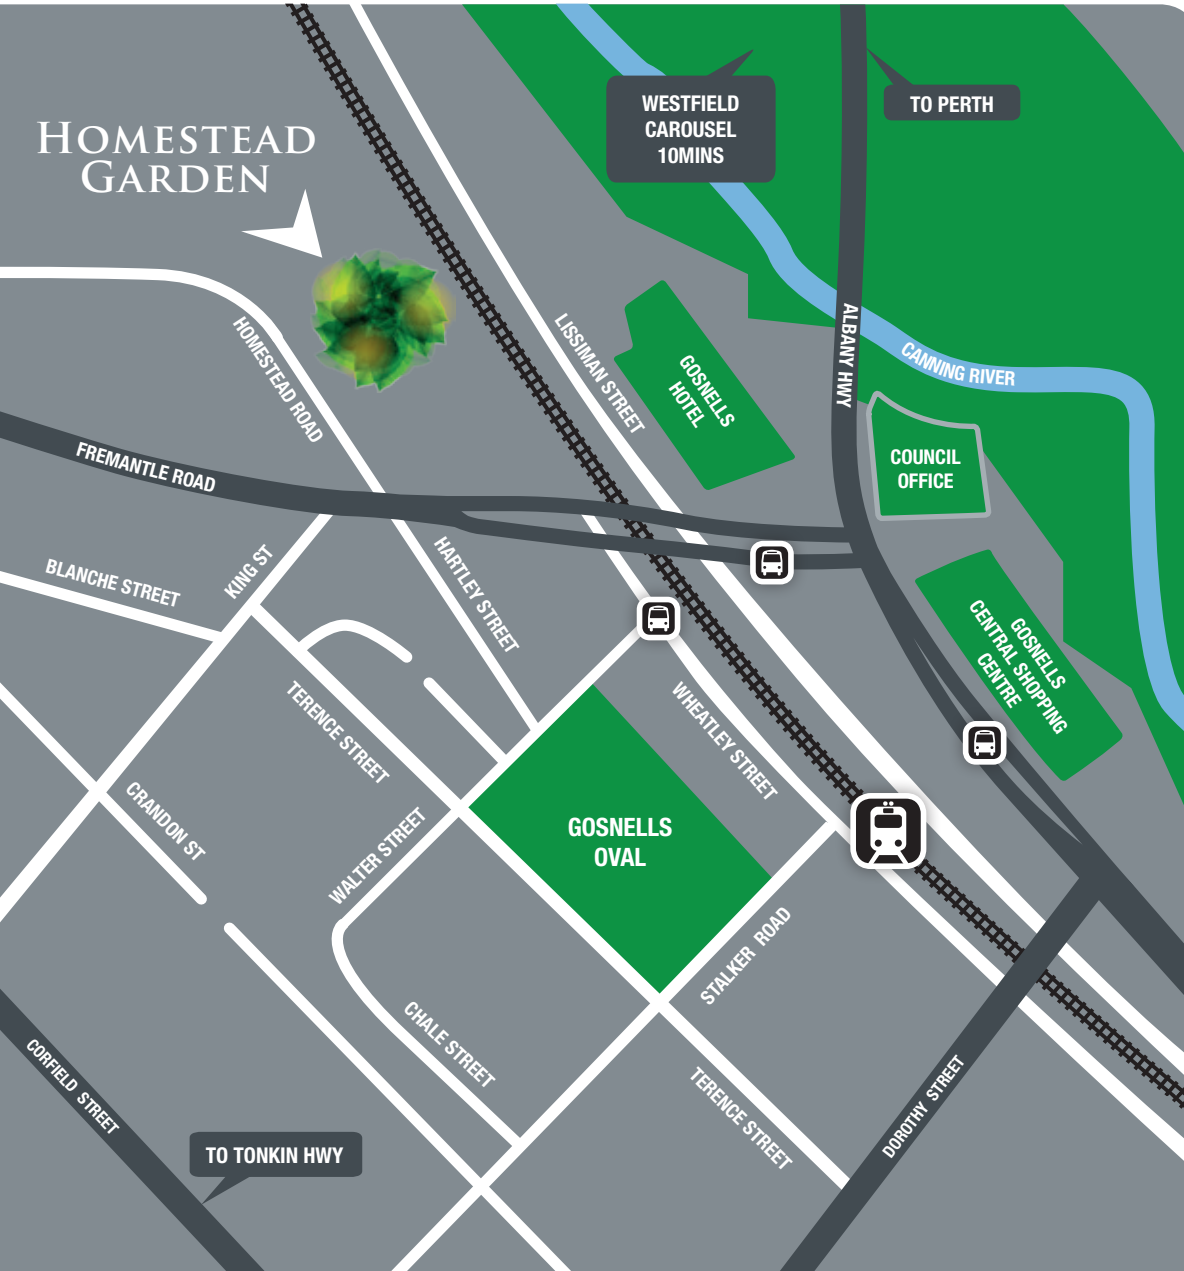 WESTFIELD
CAROUSEL
10MINS
TO PERTH
HOMESTEAD
GARDEN
HOMESTEAD ROAD
LISSIMAN STREET
GOSNELLS
HOTEL
ALBANY HWY
CANNING RIVER
COUNCIL
OFFICE
FREMANTLE ROAD
BLANCHE STREET
KING ST
HARTLEY STREET
GOSNELLS
CENTRAL SHOPPING
CENTRE
TERENCE STREET
WHEATLEY STREET
CRANDON ST
WALTER STREET
GOSNELLS
OVAL
STALKER ROAD
CHALE STREET
CORFIELD STREET
TERENCE STREET
DOROTHY STREET
TO TONKIN HWY